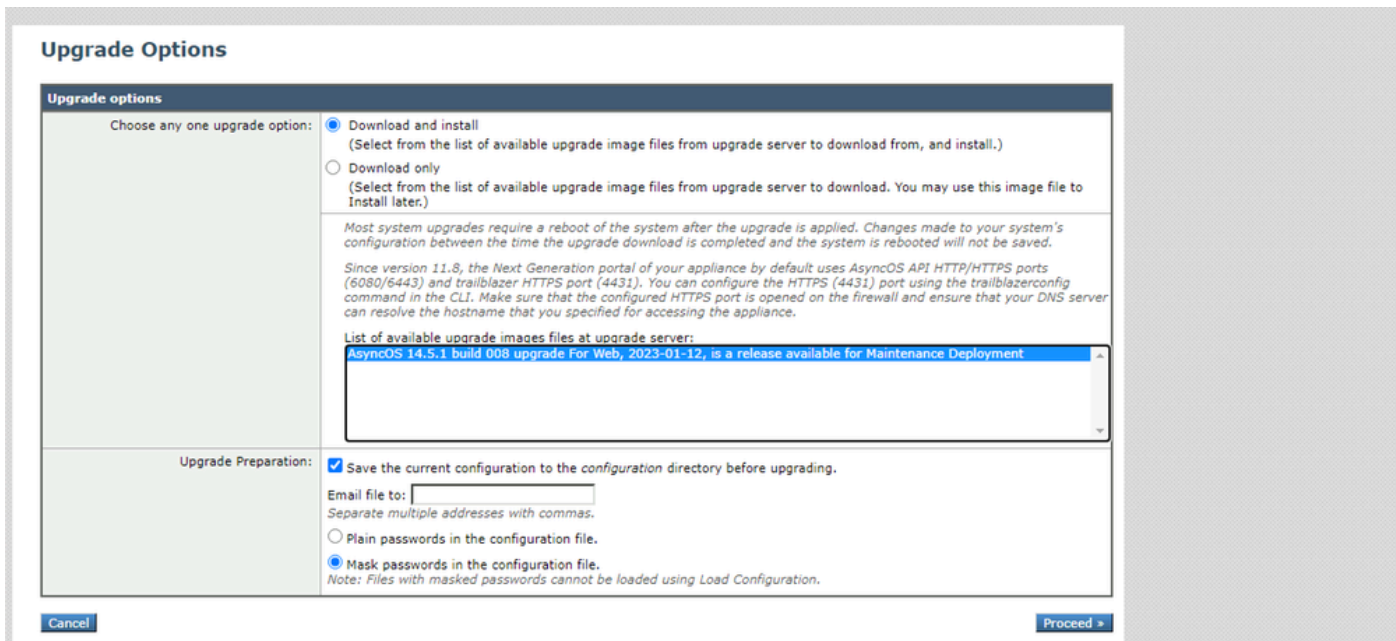 Upgrade Options
Upgrade options
Choose any one upgrade option:
Download and install
(Select from the list of available upgrade image files from upgrade server to download from, and install.)
Download only
(Select from the list of available upgrade image files from upgrade server to download. You may use this image file to
Install later.)
Most system upgrades require a reboot of the system after the upgrade is applied. Changes made to your system's
configuration between the time the upgrade download is completed and the system is rebooted will not be saved.
Since version 11.8, the Next Generation portal of your appliance by default uses AsyncOS API HTTP/HTTPS ports
(6080/6443) and trailblazer HTTPS port (4431). You can configure the HTTPS (4431) port using the trailblazerconfig
command in the CLI. Make sure that the configured HTTPS port is opened on the firewall and ensure that your DNS server
can resolve the hostname that you specified for accessing the appliance.
List of available upgrade images files at upgrade server:
AsyncOS 14.5.1 build 008 upgrade For Web, 2023-01-12, is a release available for Maintenance Deployment
Upgrade Preparation:
Save the current configuration to the configuration directory before upgrading.
Email file to:
Separate multiple addresses with commas.
Plain passwords in the configuration file.
Mask passwords in the configuration file.
Note: Files with masked passwords cannot be loaded using Load Configuration.
Cancel
Proceed »